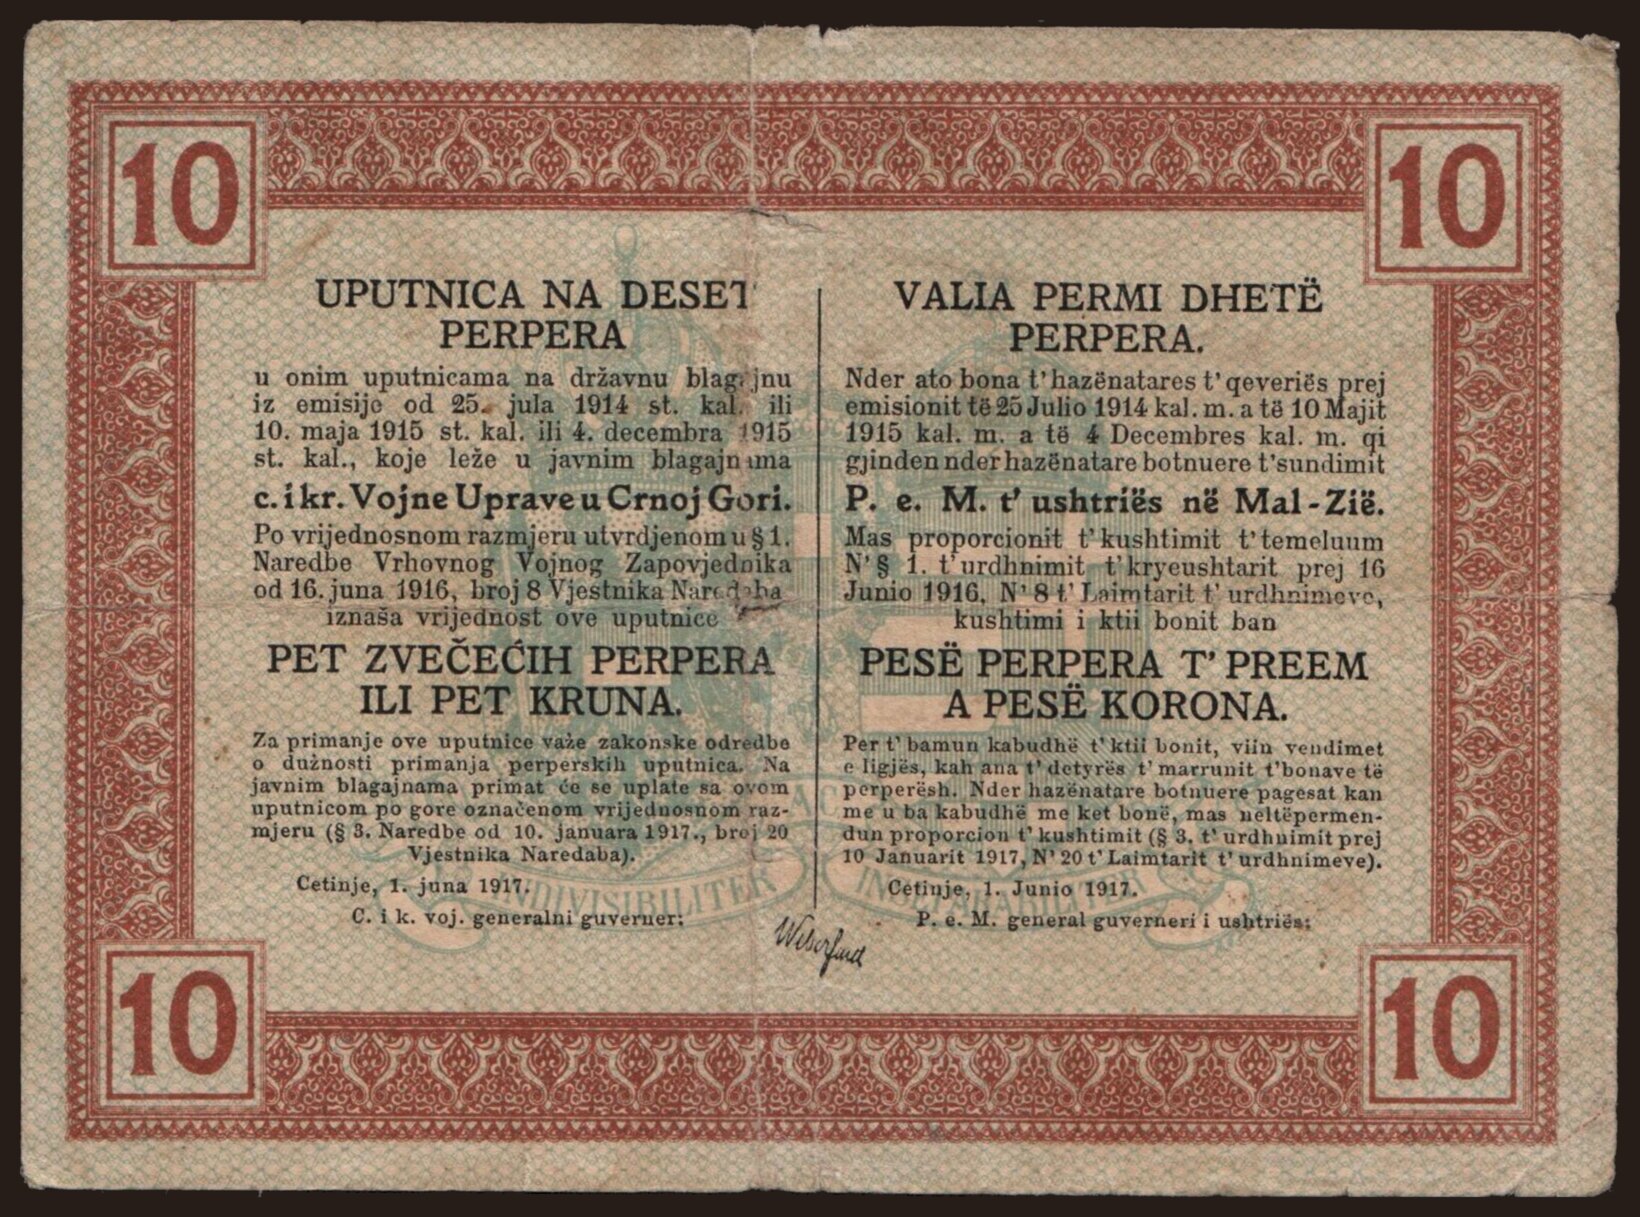 10
10
UPUTNICA NA DESET
PERPERA
u onim uputnicama na državnu blagajnu
iz emisije od 25. jula 1914 st. kal. ili
10. maja 1915 st. kal. ili 4. decembra 1915
st. kal., koje leže u javnim blagajnama
c. i kr. Vojne Uprave u Crnoj Gori.
Po vrijednosnom razmjeru utvrdjenom u § 1.
Naredbe Vrhovnog Vojnog Zapovjednika
od 16. juna 1916, broj 8 Vjestnika Naredaba
iznaša vrijednost ove uputnice
PET ZVEČEĆIH PERPERA
ILI PET KRUNA.
Za primanje ove uputnice važe zakonske odredbe
o dužnosti primanja perperskih uputnica. Na
javnim blagajnama primat će se uplate sa ovom
uputnicom po gore označenom vrijednosnom raz-
mjeru (§ 3. Naredbe od 10. januara 1917., broj 20
Vjestnika Naredaba).
Cetinje, 1. juna 1917.
C. i k. voj. generalni guverner:
VALIA PERMI DHETË
PERPERA.
Nder ato bona t' hazënatares t' qeveriës prej
emisionit të 25 Julio 1914 kal. m. a të 10 Majit
1915 kal. m. a të 4 Decembres kal. m. qi
gjinden nder hazënatare botnuere t'sundimit
P. e. M. t' ushtriës në Mal-Zië.
Mas proporcionit t' kushtimit t' temeluum
N' § 1. t' urdhnimit t' kryeushtarit prej 16
Junio 1916, N' 8 t' Laimtarit t' urdhnimeve,
kushtimi i ktii bonit ban
PESË PERPERA T' PREEM
A PESË KORONA.
Per t' bamun kabudhë t' ktii bonit, viin vendimet
e ligjës, kah ana t' detyrës t' marrunit t'bonave të
perperësh. Nder hazënatare botnuere pagesat kan
me u ba kabudhë me ket bonë, mas neltëpermen-
dun proporcion t' kushtimit (§ 3. t' urdhnimit prej
10 Januarit 1917, N' 20 t' Laimtarit t' urdhnimeve).
Cetinje, 1. Junio 1917.
P. e M. general guverneri i ushtriës:
INDIVISIBILITER
AC
INSEPARABILITER
10
10